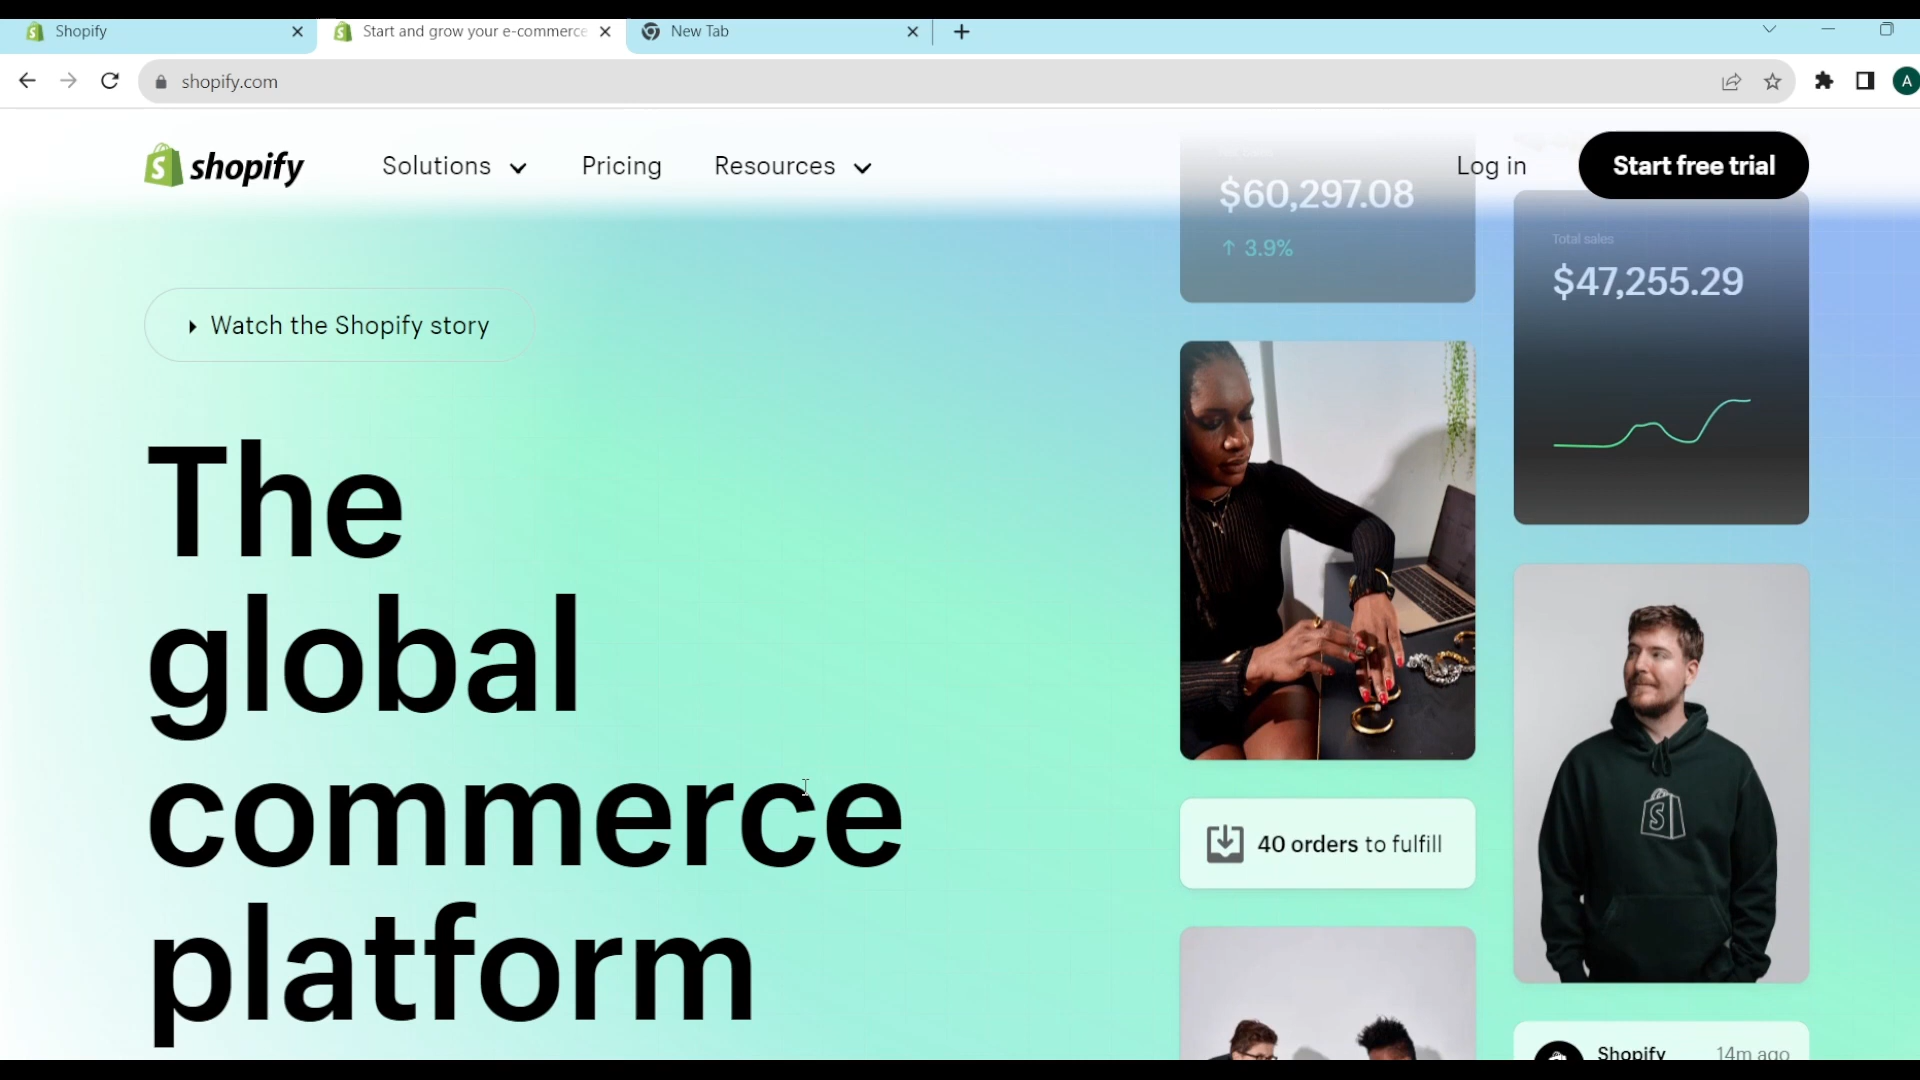 Shopify
Start and grow your e-commerce
New Tab
shopify.com
A
shopify
Solutions
Pricing
Resources
Log in
Start free trial
$60,297.08
↑ 3.9%
Total sales
$47,255.29
Watch the Shopify story
The
global
commerce
platform
40 orders to fulfill
Shopify 14m ago